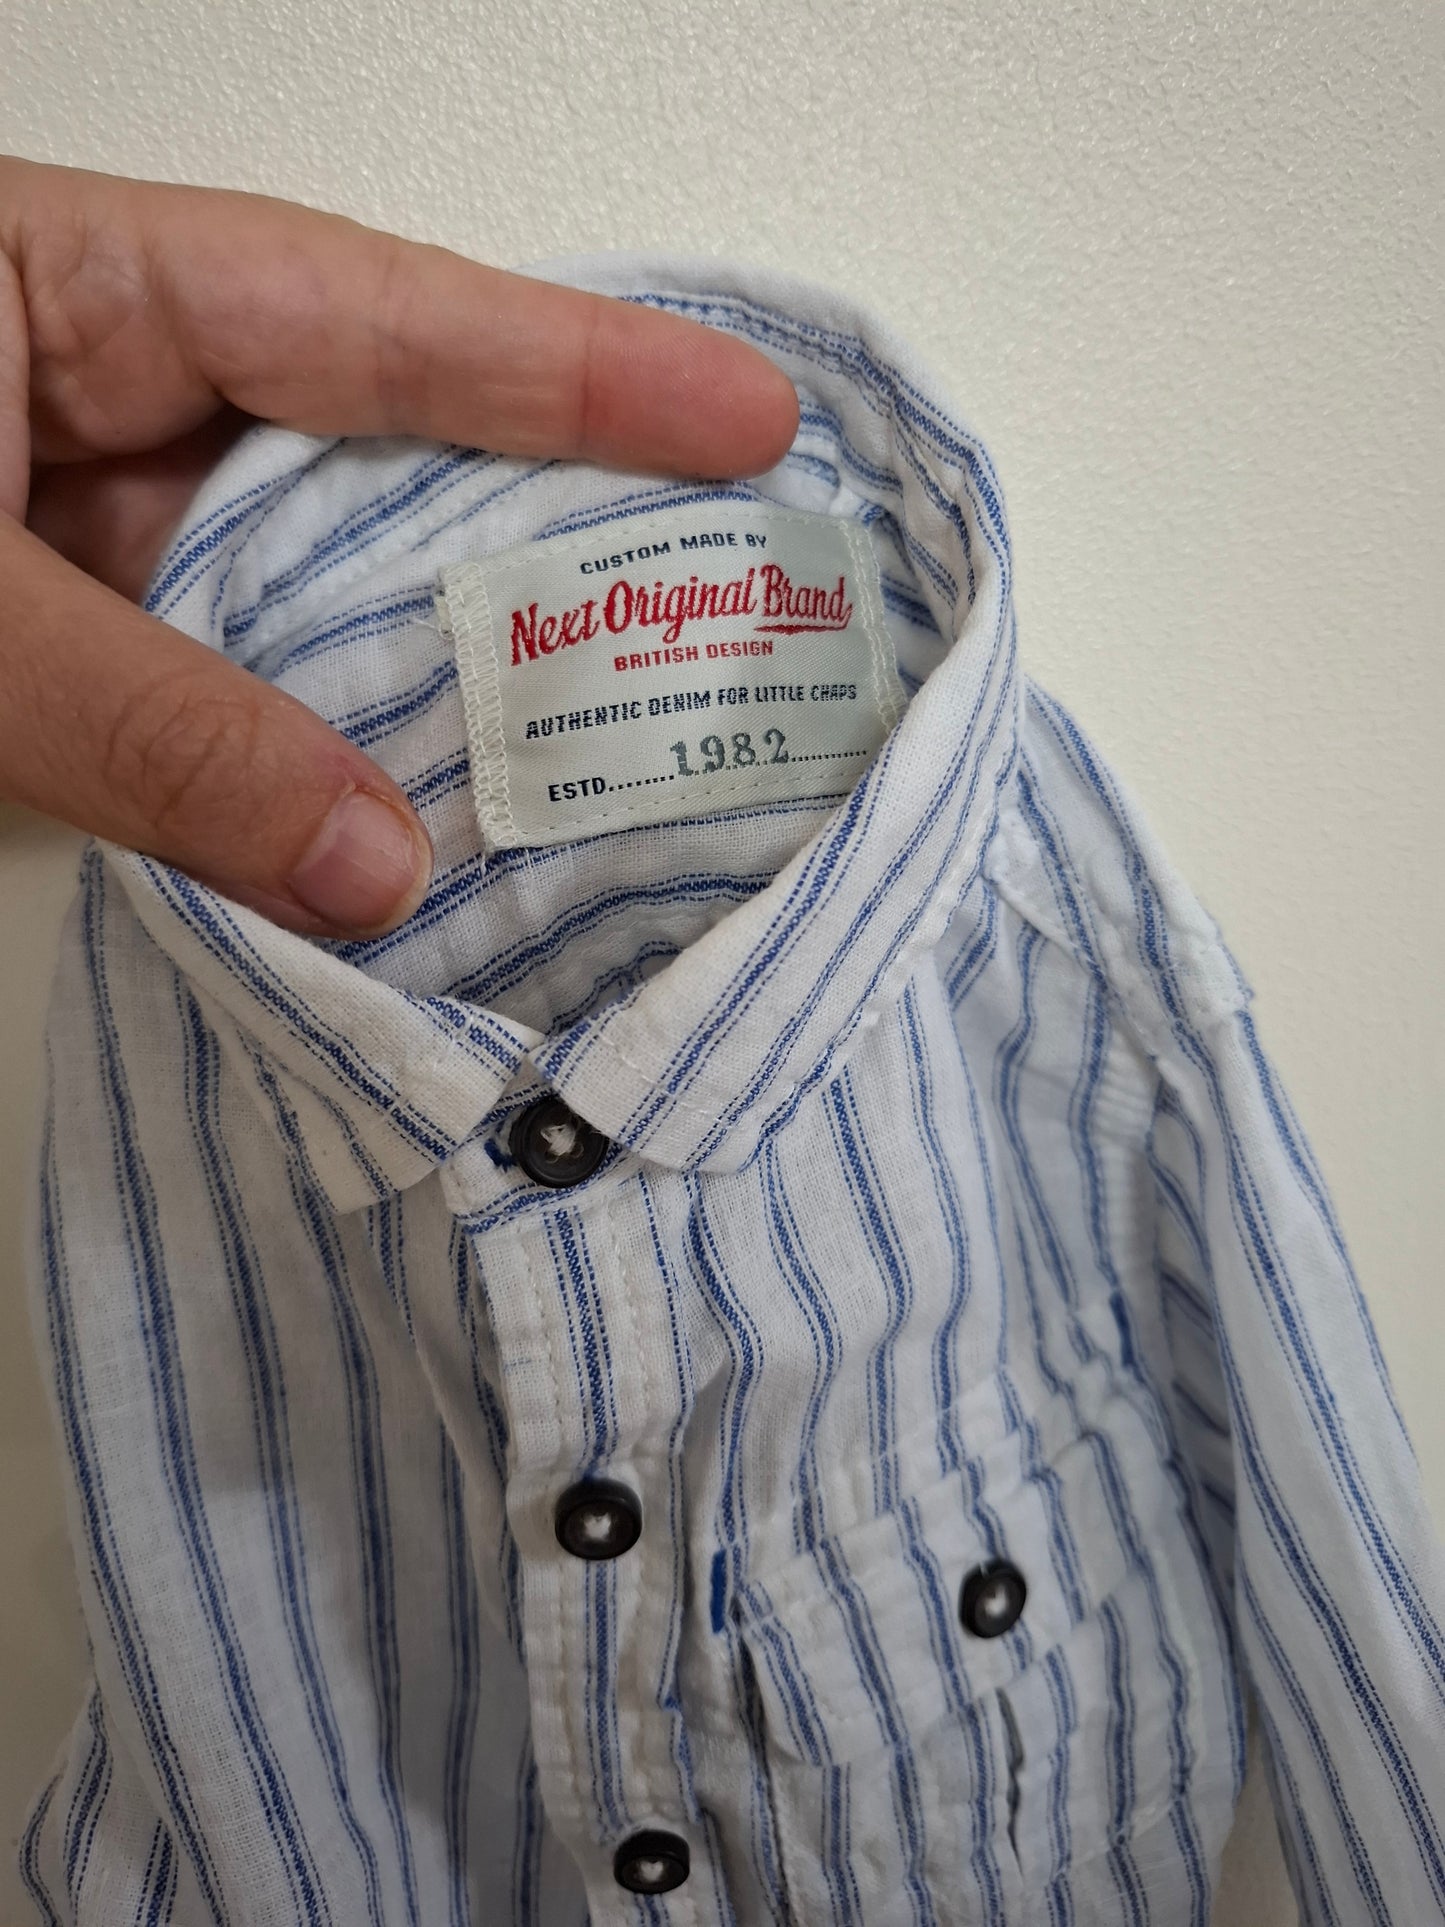 CUSTOM MADE BY
Next Original Brand
BRITISH DESIGN
AUTHENTIC DENIM FOR LITTLE CHAPS
ESTD........1982...........